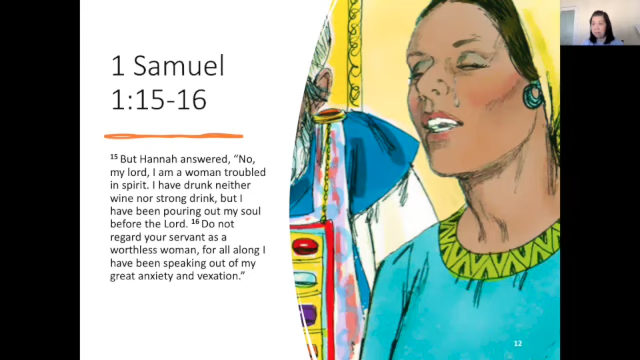 1 Samuel
1:15-16
15 But Hannah answered, “No,
my lord, I am a woman troubled
in spirit. I have drunk neither
wine nor strong drink, but I
have been pouring out my soul
before the Lord. 16 Do not
regard your servant as a
worthless woman, for all along I
have been speaking out of my
great anxiety and vexation.”
12